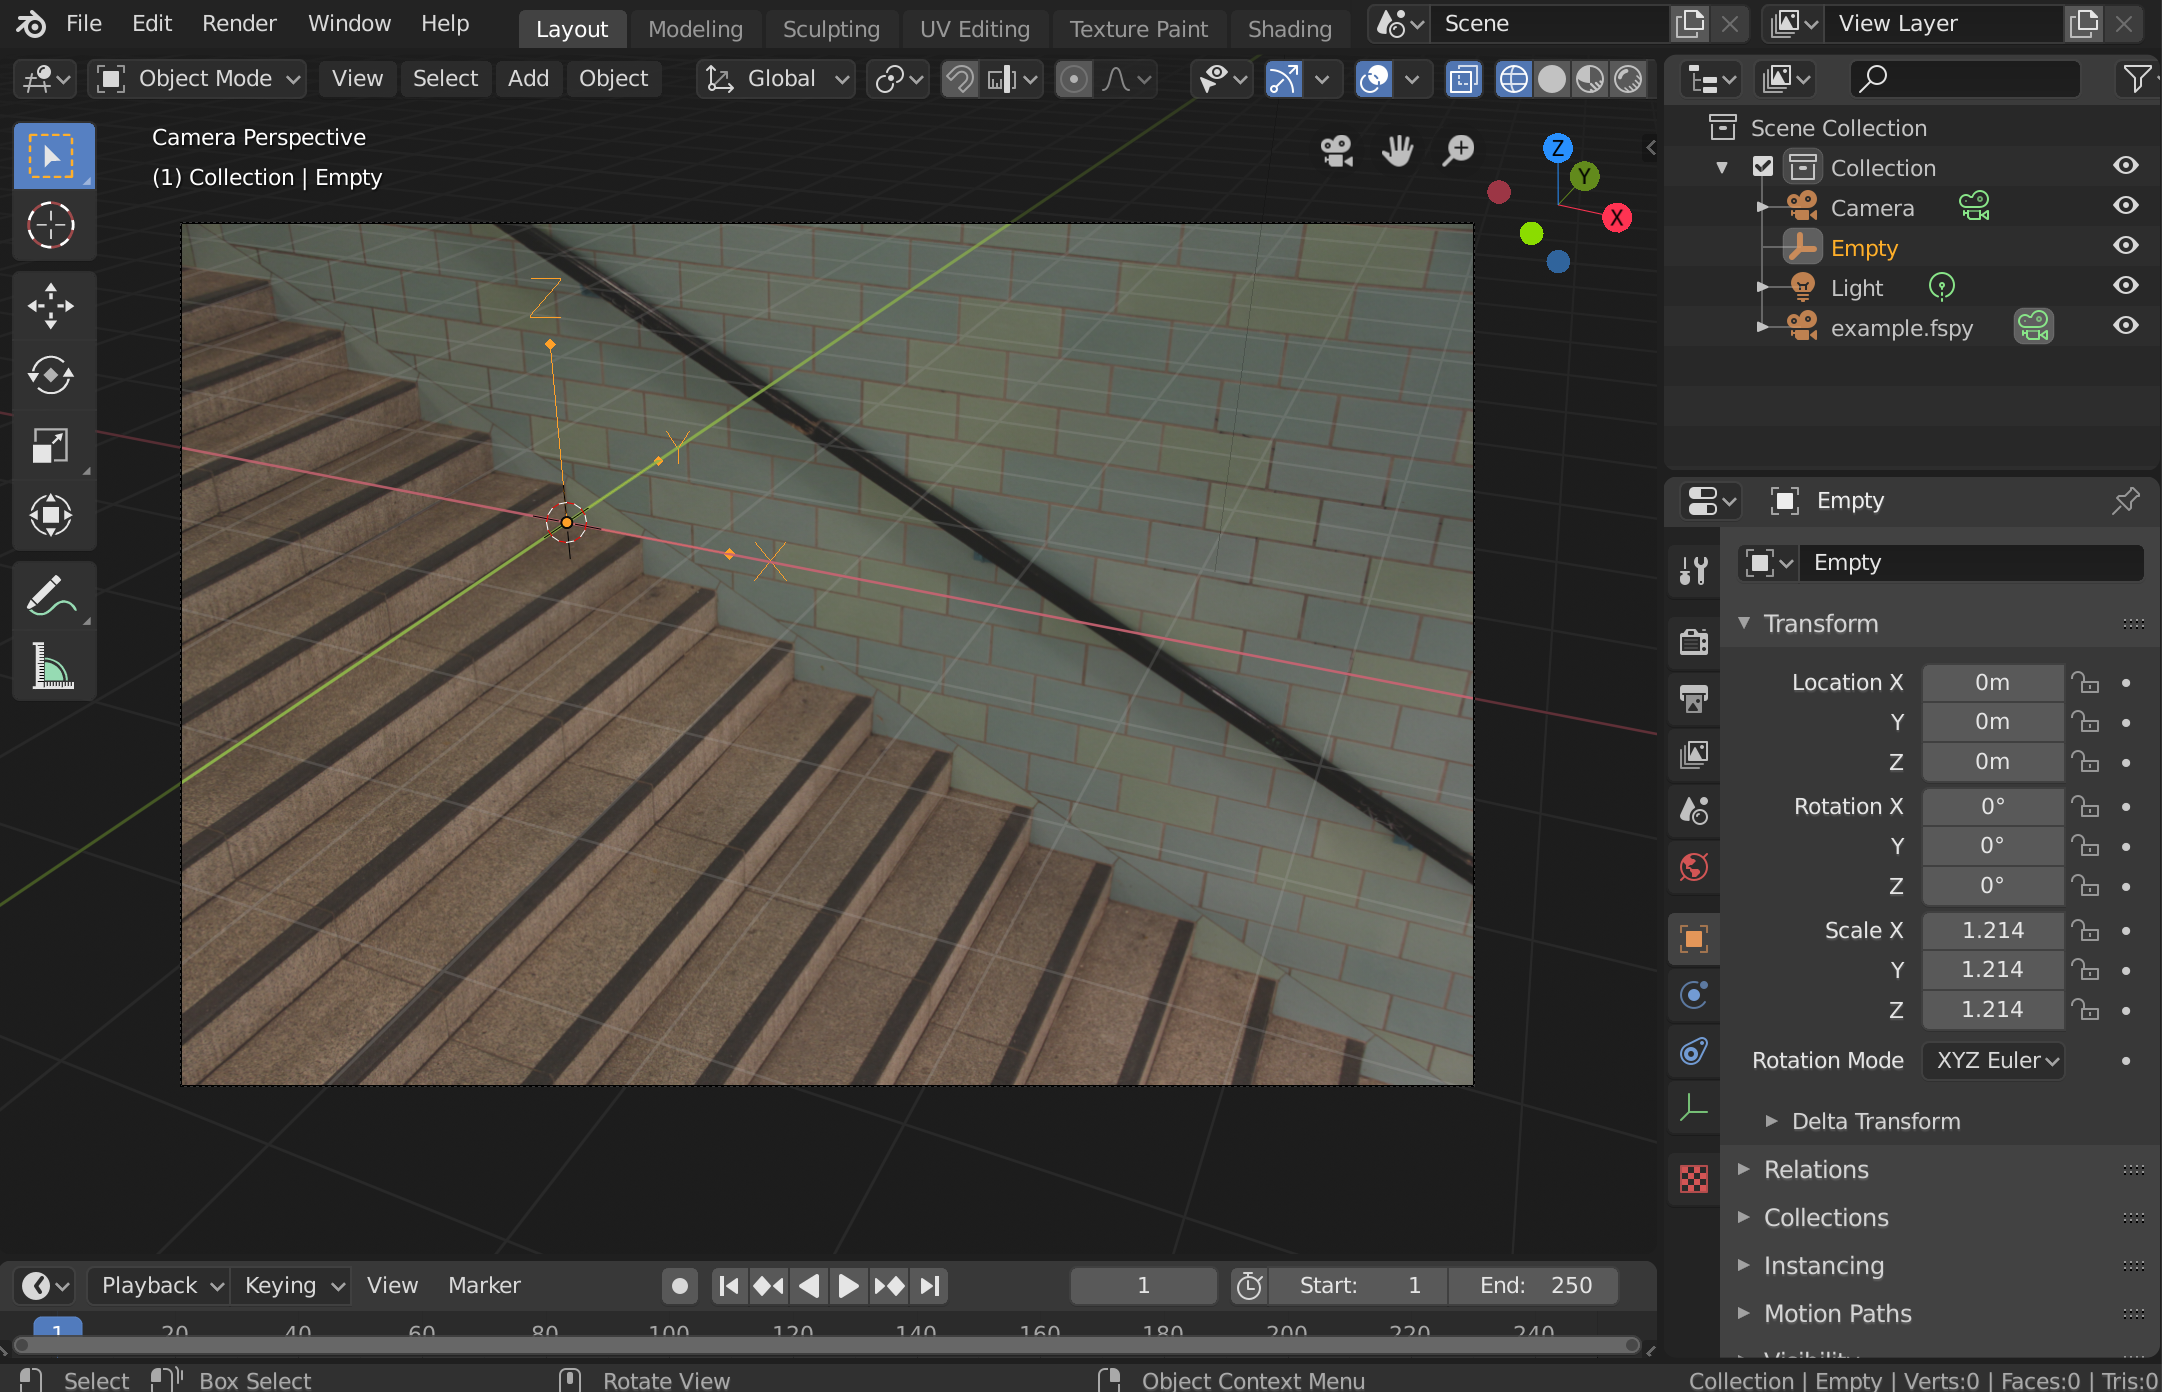 File Edit Render Window Help Layout Modeling Sculpting UV Editing Texture Paint Shading Scene View Layer
Object Mode View Select Add Object Global
Camera Perspective
(1) Collection | Empty
Z
Y
X
Z
Y
X
Scene Collection
Collection
Camera
Empty
Light
example.fspy
Empty
Empty
Transform
Location X 0m
Y 0m
Z 0m
Rotation X 0°
Y 0°
Z 0°
Scale X 1.214
Y 1.214
Z 1.214
Rotation Mode XYZ Euler
Delta Transform
Relations
Collections
Instancing
Motion Paths
Visibility
Playback Keying View Marker 1 Start: 1 End: 250
1 20 40 60 80 100 120 140 160 180 200 220 240
Select Box Select Rotate View Object Context Menu Collection | Empty | Verts:0 | Faces:0 | Tris:0